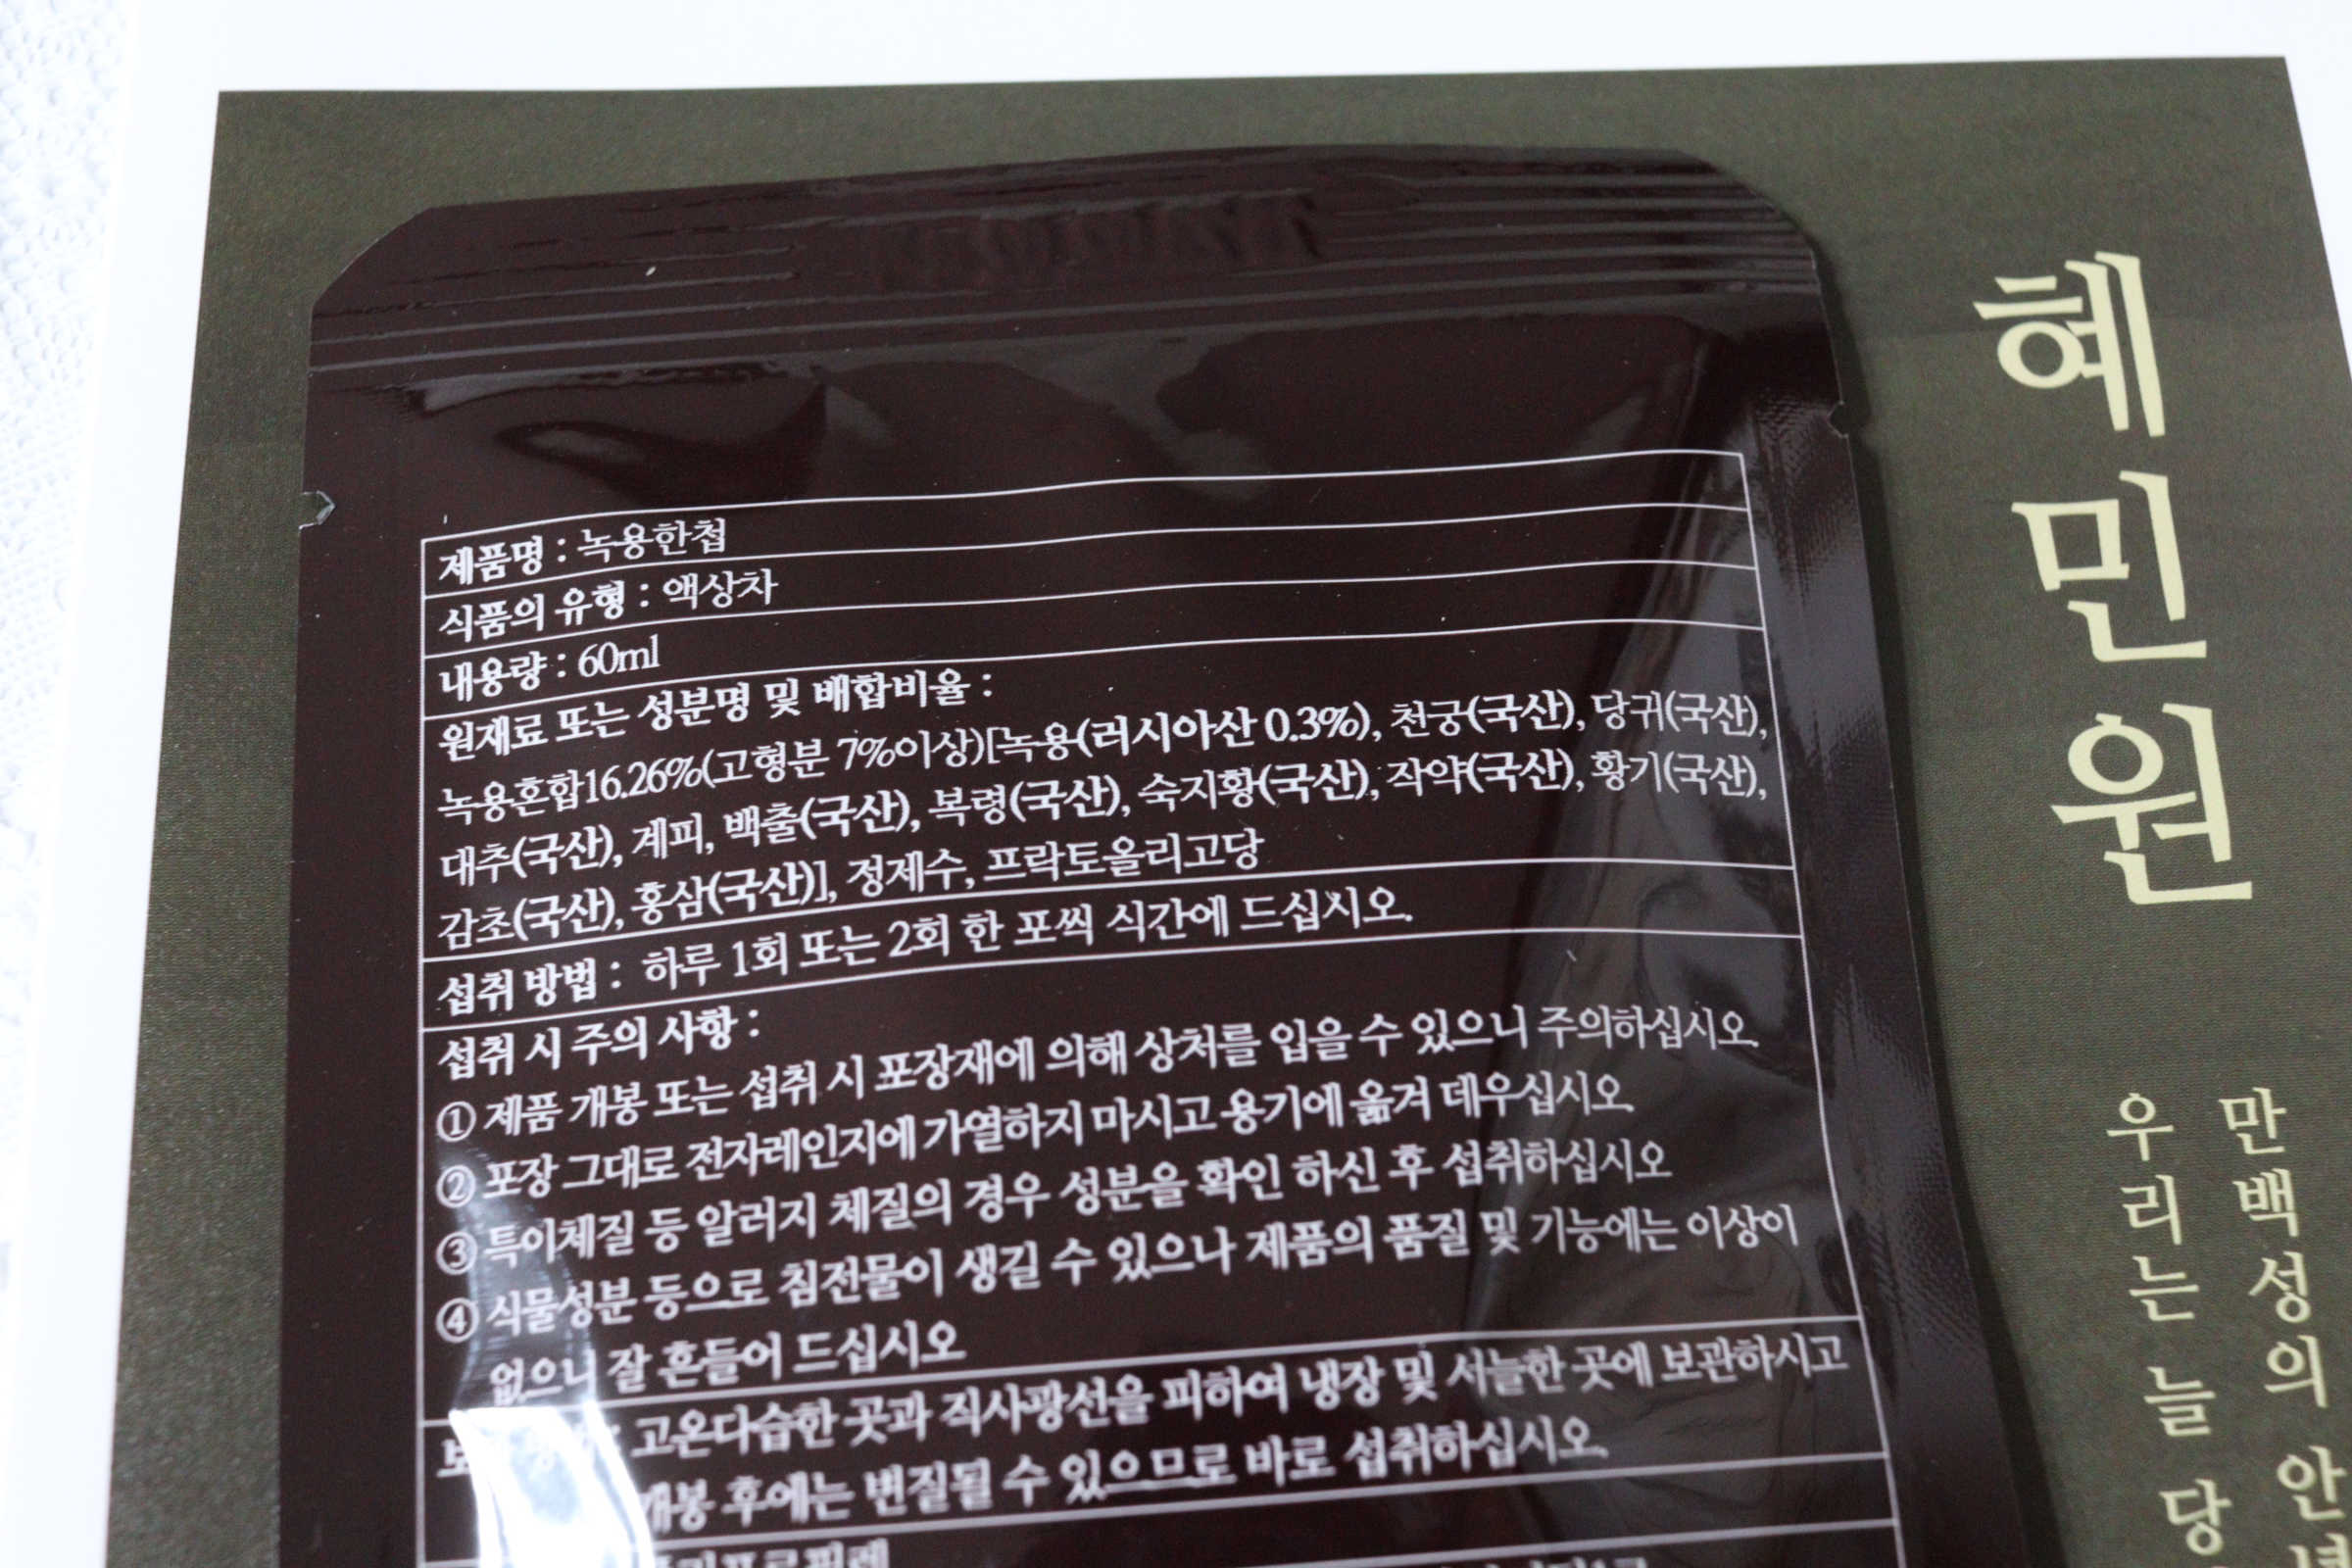 제품명 : 녹용한첩
식품의 유형 : 액상차
내용량 : 60ml
원재료 또는 성분명 및 배합비율 :
녹용혼합16.26%(고형분 7%이상)[녹용(러시아산 0.3%), 천궁(국산), 당귀(국산),
대추(국산), 계피, 백출(국산), 복령(국산), 숙지황(국산), 작약(국산), 황기(국산),
감초(국산), 홍삼(국산)], 정제수, 프락토올리고당
섭취 방법 : 하루 1회 또는 2회 한 포씩 식간에 드십시오.
섭취 시 주의 사항 :
① 제품 개봉 또는 섭취 시 포장재에 의해 상처를 입을 수 있으니 주의하십시오.
② 포장 그대로 전자레인지에 가열하지 마시고 용기에 옮겨 데우십시오.
③ 특이체질 등 알러지 체질의 경우 성분을 확인 하신 후 섭취하십시오
④ 식물성분 등으로 침전물이 생길 수 있으나 제품의 품질 및 기능에는 이상이
없으니 잘 흔들어 드십시오
고온다습한 곳과 직사광선을 피하여 냉장 및 서늘한 곳에 보관하시고
개봉 후에는 변질될 수 있으므로 바로 섭취하십시오.
혜민원
만백성의
우리는 늘